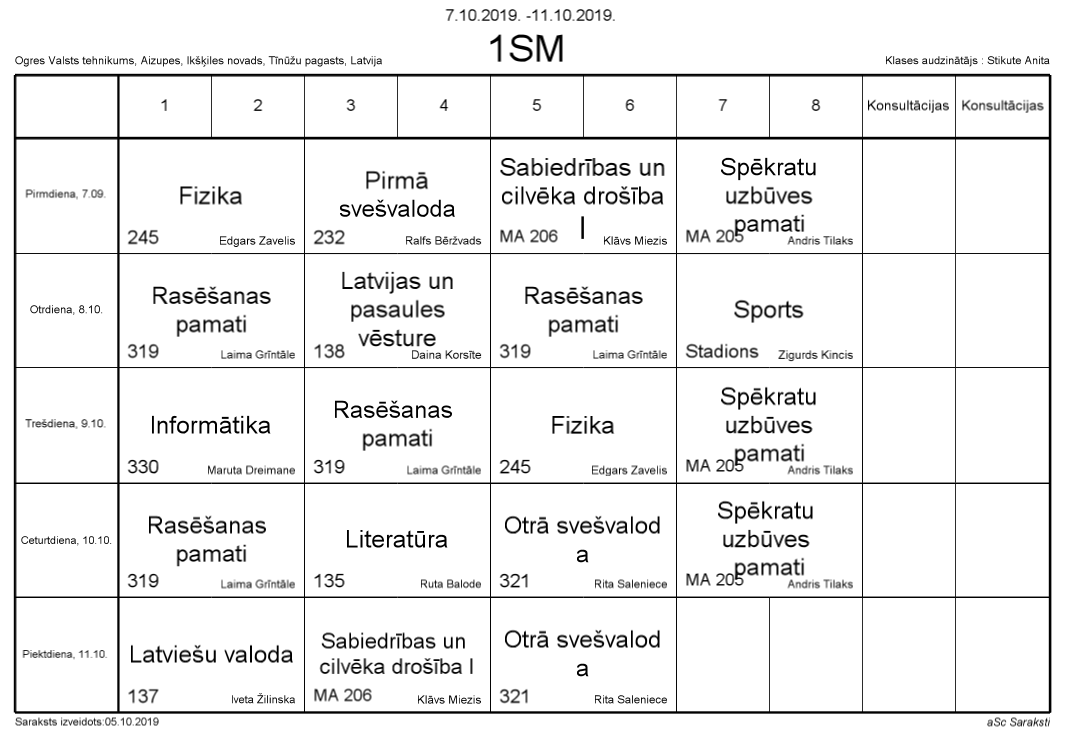 7.10.2019. -11.10.2019.
1SM
Ogres Valsts tehnikums, Aizupes, Ikšķiles novads, Tīnūžu pagasts, Latvija
Klases audzinātājs : Stikute Anita
1 2 3 4 5 6 7 8 Konsultācijas Konsultācijas
Pirmdiena, 7.09.
Fizika
245 Edgars Zavelis
Pirmā
svešvaloda
232 Ralfs Bēržvads
Sabiedrības un
cilvēka drošība
I
MA 206 Klāvs Miezis
Spēkratu
uzbūves
pamati
MA 205 Andris Tilaks
Otrdiena, 8.10.
Rasēšanas
pamati
319 Laima Grīntāle
Latvijas un
pasaules
vēsture
138 Daina Korsīte
Rasēšanas
pamati
319 Laima Grīntāle
Sports
Stadions Zigurds Kincis
Trešdiena, 9.10.
Informātika
330 Maruta Dreimane
Rasēšanas
pamati
319 Laima Grīntāle
Fizika
245 Edgars Zavelis
Spēkratu
uzbūves
pamati
MA 205 Andris Tilaks
Ceturtdiena, 10.10.
Rasēšanas
pamati
319 Laima Grīntāle
Literatūra
135 Ruta Balode
Otrā svešvalod
a
321 Rita Saleniece
Spēkratu
uzbūves
pamati
MA 205 Andris Tilaks
Piektdiena, 11.10.
Latviešu valoda
137 Iveta Žilinska
Sabiedrības un
cilvēka drošība I
MA 206 Klāvs Miezis
Otrā svešvalod
a
321 Rita Saleniece
Saraksts izveidots:05.10.2019
aSc Saraksti